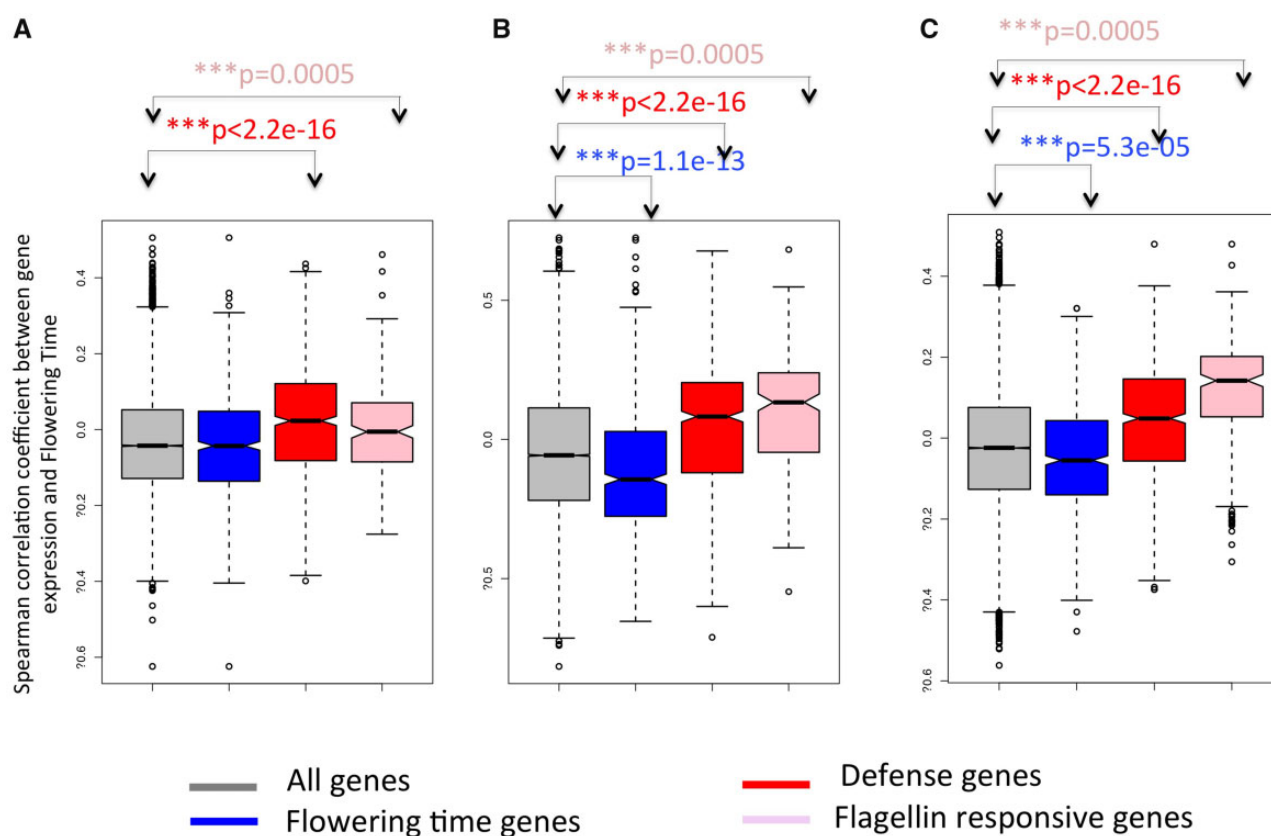 A
B
C
***p=0.0005
***p<2.2e-16
***p=0.0005
***p<2.2e-16
***p=1.1e-13
***p=0.0005
***p<2.2e-16
***p=5.3e-05
Spearman correlation coefficient between gene
expression and Flowering Time
0.4
0.2
0.0
?0.2
?0.4
?0.6
0.5
0.0
?0.5
0.4
0.2
0.0
?0.2
?0.4
?0.6
All genes
Flowering time genes
Defense genes
Flagellin responsive genes